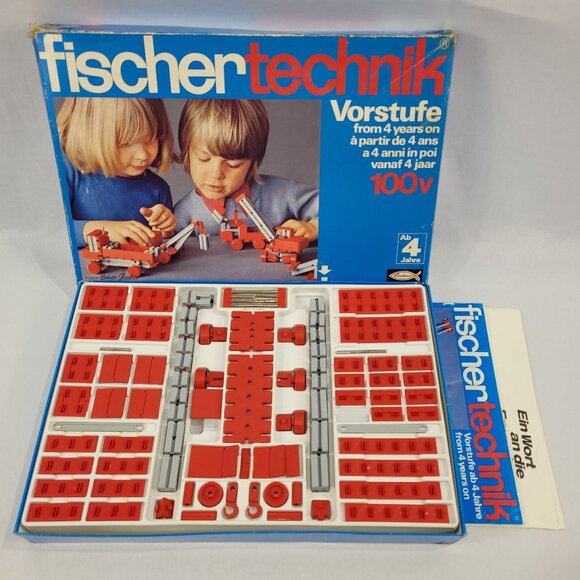 fischertechnik®
Vorstufe
from 4 years on
à partir de 4 ans
a 4 anni in poi
vanaf 4 jaar
100v
Ab
4
Jahre
fischertechnik
Vorstufe ab 4 Jahre
from 4 years on
Ein Wort
an die